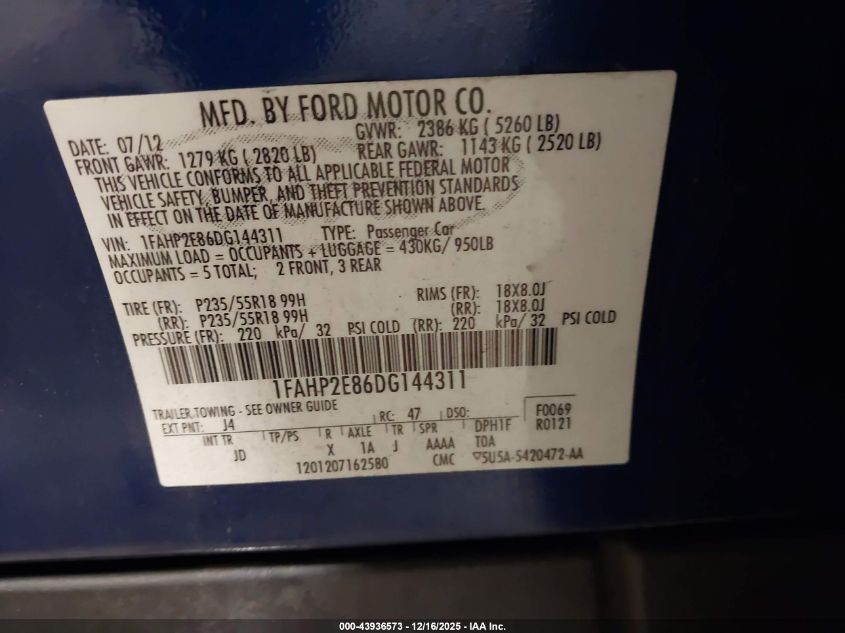 MFD. BY FORD MOTOR CO.
DATE: 07/12 GVWR: 2386 KG ( 5260 LB)
FRONT GAWR: 1279 KG ( 2820 LB) REAR GAWR: 1143 KG ( 2520 LB)
THIS VEHICLE CONFORMS TO ALL APPLICABLE FEDERAL MOTOR
VEHICLE SAFETY, BUMPER, AND THEFT PREVENTION STANDARDS
IN EFFECT ON THE DATE OF MANUFACTURE SHOWN ABOVE.
VIN: 1FAHP2E86DG144311 TYPE: Passenger Car
MAXIMUM LOAD = OCCUPANTS + LUGGAGE = 430KG/ 950LB
OCCUPANTS = 5 TOTAL; 2 FRONT, 3 REAR
TIRE (FR): P235/55R18 99H RIMS (FR): 18X8.0J
(RR): P235/55R18 99H (RR): 18X8.0J
PRESSURE (FR): 220 kPa/ 32 PSI COLD (RR): 220 kPa/ 32 PSI COLD
1FAHP2E86DG144311
TRAILER TOWING - SEE OWNER GUIDE
EXT PNT: J4 RC: 47 DSO: F0069
INT TR TP/PS R AXLE TR SPR DPH1F R0121
JD X 1A J AAAA TOA
1201207162580 CMC 5U5A-5420472-AA
000-43936573 - 12/16/2025 - IAA Inc.